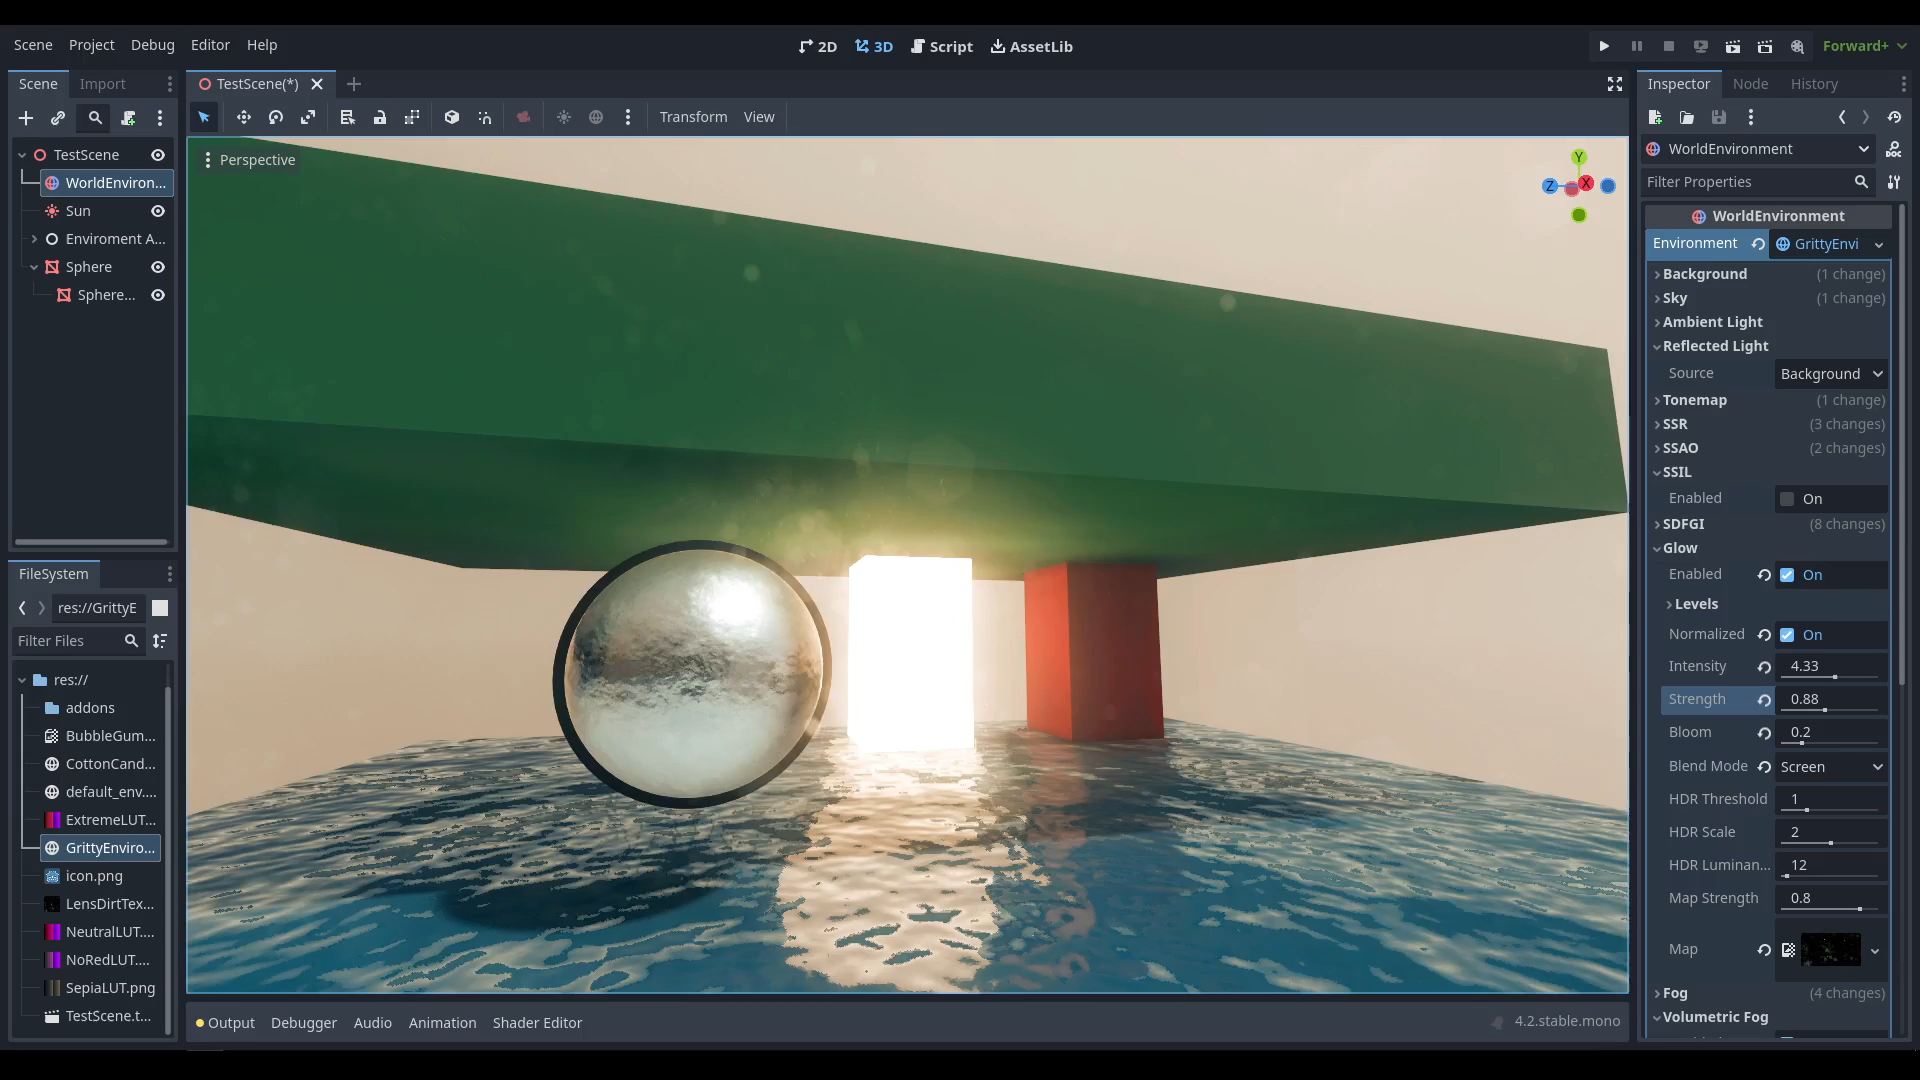 Scene Project Debug Editor Help
2D 3D Script AssetLib
Forward+
Scene Import
TestScene(*)
Transform View
Perspective
Y
Z X
TestScene
WorldEnviron...
Sun
Enviroment A...
Sphere
Sphere...
FileSystem
res://GrittyE
Filter Files
res://
addons
BubbleGum...
CottonCand...
default_env....
ExtremeLUT...
GrittyEnviro...
icon.png
LensDirtTex...
NeutralLUT....
NoRedLUT....
SepiaLUT.png
TestScene.t...
Output Debugger Audio Animation Shader Editor
4.2.stable.mono
Inspector Node History
WorldEnvironment
DOC
Filter Properties
WorldEnvironment
Environment GrittyEnvi
Background (1 change)
Sky (1 change)
Ambient Light
Reflected Light
Source Background
Tonemap (1 change)
SSR (3 changes)
SSAO (2 changes)
SSIL
Enabled On
SDFGI (8 changes)
Glow
Enabled On
Levels
Normalized On
Intensity 4.33
Strength 0.88
Bloom 0.2
Blend Mode Screen
HDR Threshold 1
HDR Scale 2
HDR Luminan... 12
Map Strength 0.8
Map
Fog (4 changes)
Volumetric Fog